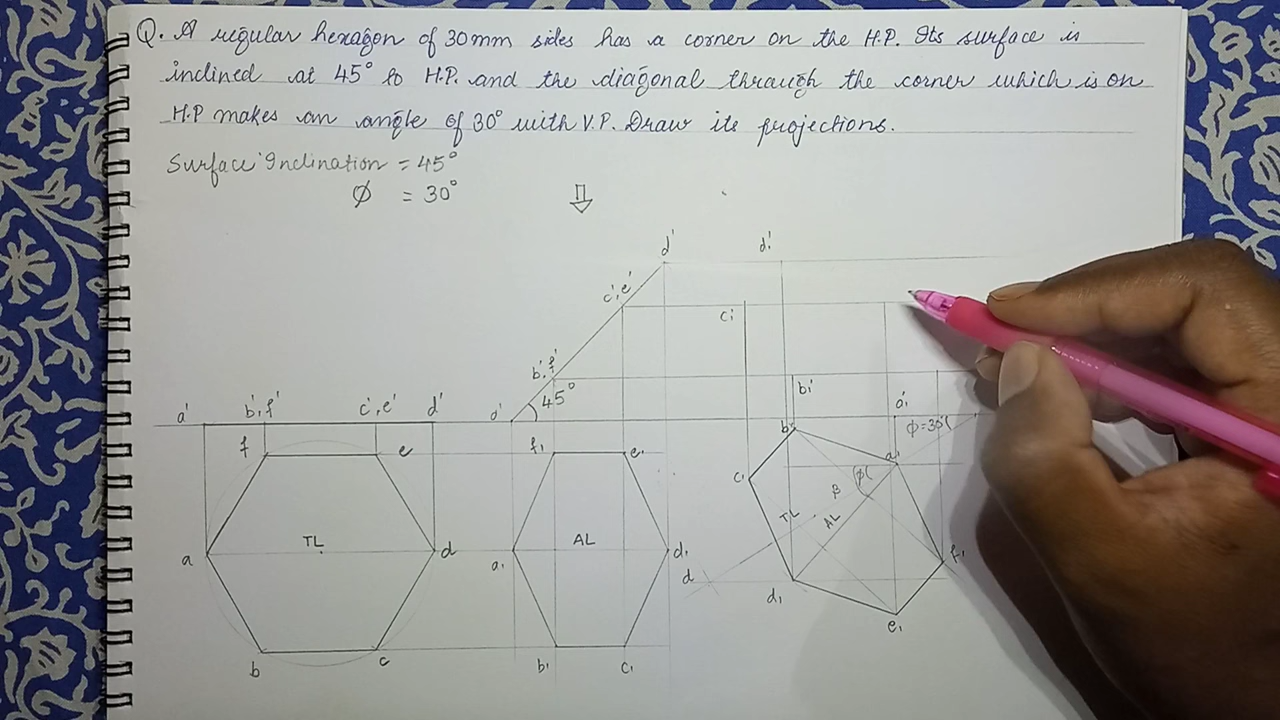 Q. A regular hexagon of 30mm sides has a corner on the H.P. Its surface is
inclined at 45° to H.P. and the diagonal through the corner which is on
H.P makes an angle of 30° with V.P. Draw its projections.
Surface Inclination = 45°
φ = 30°
d' d₁'
c',e'
c₁'
b',f'
45°
b₁'
a' b',f' c',e' d' a' a₁'
φ=30°
f e f₁ e₁ b₁ a₁
c₁ β φ
TL AL TL AL
a d a₁ d₁ f₁
d d₁
e₁
b c b₁ c₁